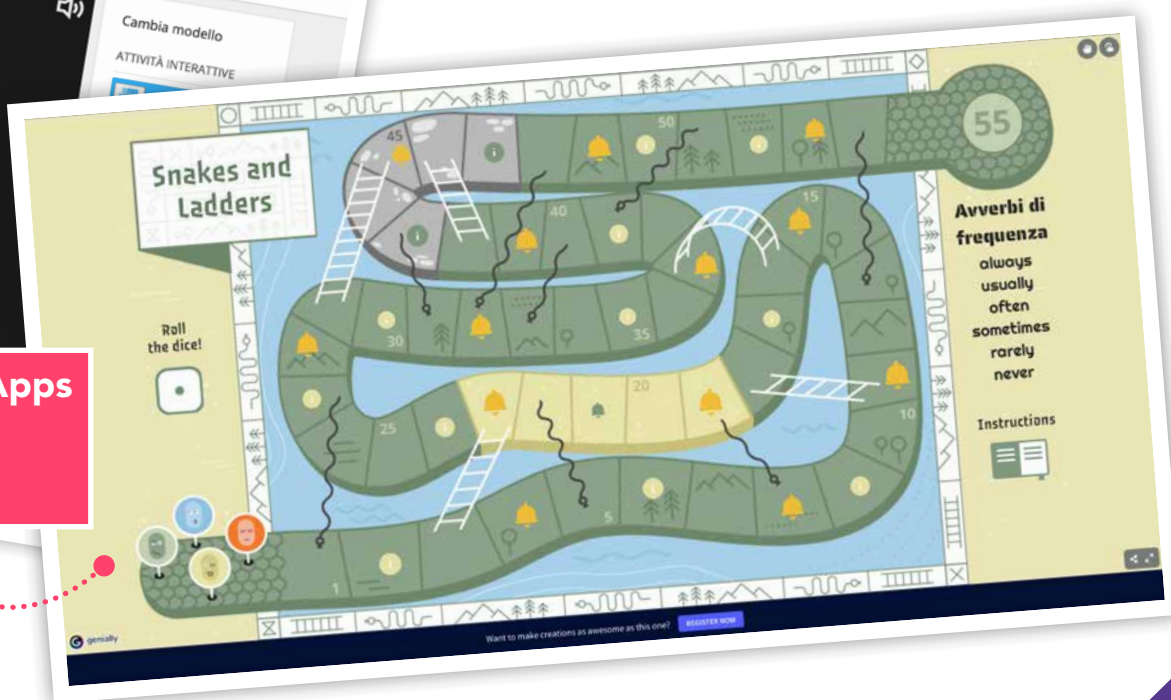 Cambia modello
ATTIVITÀ INTERATTIVE
Apps
Snakes and
Ladders
Roll
the dice!
45
50
55
40
15
30
35
20
25
10
5
1
Avverbi di
frequenza
always
usually
often
sometimes
rarely
never
Instructions
genially
Want to make creations as awesome as this one?
REGISTER NOW